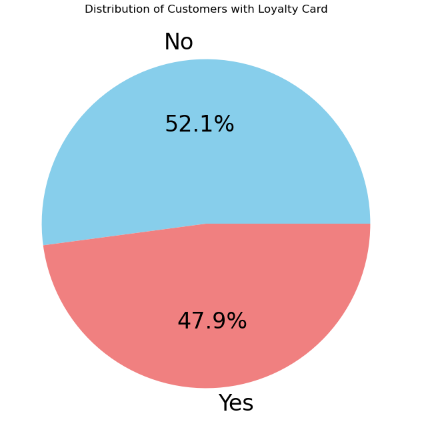 Distribution of Customers with Loyalty Card
No
52.1%
47.9%
Yes